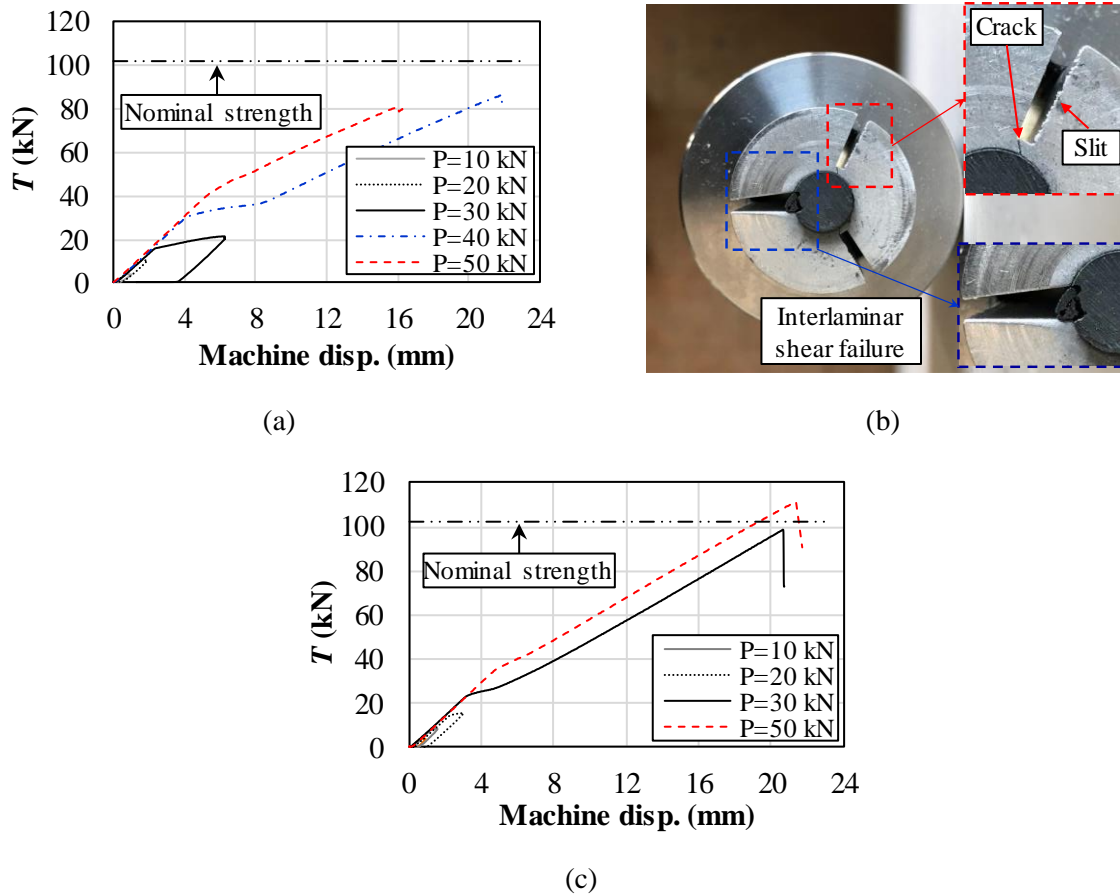 120
100
80
60
40
20
0
T (kN)
Nominal strength
P=10 kN
P=20 kN
P=30 kN
P=40 kN
P=50 kN
0 4 8 12 16 20 24
Machine disp. (mm)
(a)
Crack
Slit
Interlaminar
shear failure
(b)
120
100
80
60
40
20
0
T (kN)
Nominal strength
P=10 kN
P=20 kN
P=30 kN
P=50 kN
0 4 8 12 16 20 24
Machine disp. (mm)
(c)